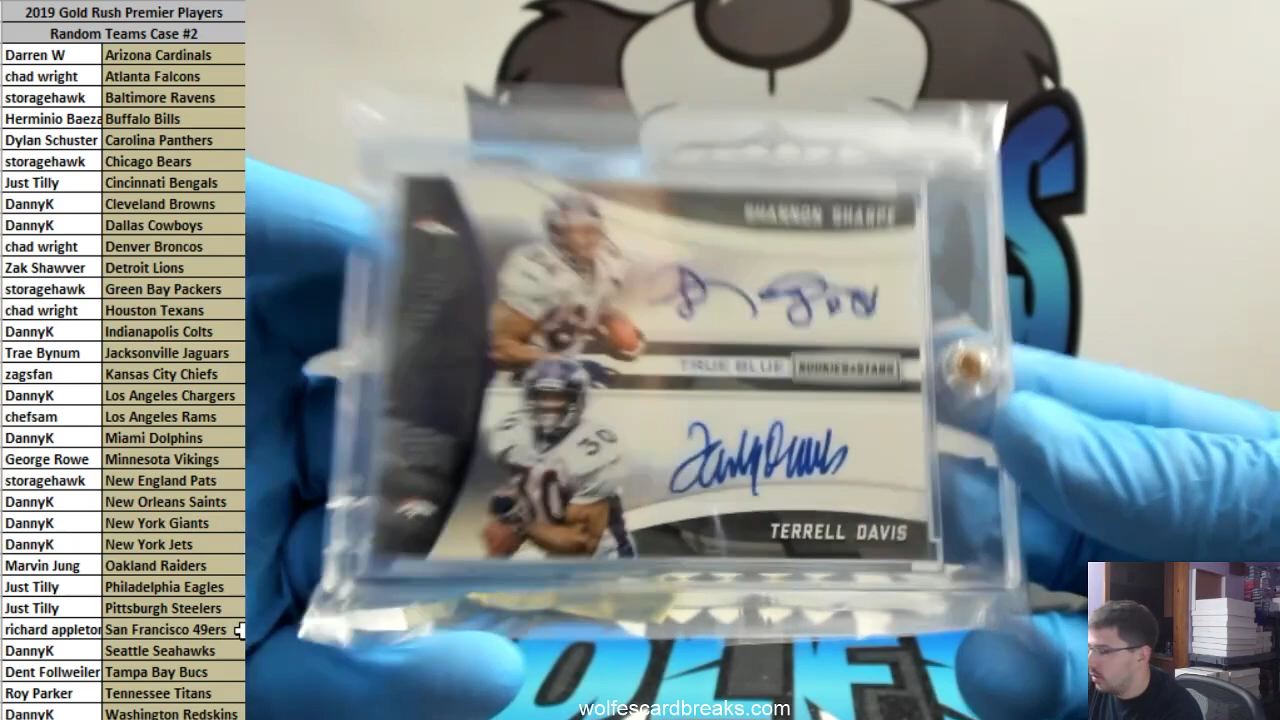 2019 Gold Rush Premier Players
Random Teams Case #2
Darren W Arizona Cardinals
chad wright Atlanta Falcons
storagehawk Baltimore Ravens
Herminio Baeza Buffalo Bills
Dylan Schuster Carolina Panthers
storagehawk Chicago Bears
Just Tilly Cincinnati Bengals
DannyK Cleveland Browns
DannyK Dallas Cowboys
chad wright Denver Broncos
Zak Shawver Detroit Lions
storagehawk Green Bay Packers
chad wright Houston Texans
DannyK Indianapolis Colts
Trae Bynum Jacksonville Jaguars
zagsfan Kansas City Chiefs
DannyK Los Angeles Chargers
chefsam Los Angeles Rams
DannyK Miami Dolphins
George Rowe Minnesota Vikings
storagehawk New England Pats
DannyK New Orleans Saints
DannyK New York Giants
DannyK New York Jets
Marvin Jung Oakland Raiders
Just Tilly Philadelphia Eagles
Just Tilly Pittsburgh Steelers
richard appleton San Francisco 49ers
DannyK Seattle Seahawks
Dent Follweiler Tampa Bay Bucs
Roy Parker Tennessee Titans
DannyK Washington Redskins
SHANNON SHARPE
TRUE BLUE ROOKIES & STARS
30
30
Terrell Davis
TERRELL DAVIS
OLF
wolfescardbreaks.com